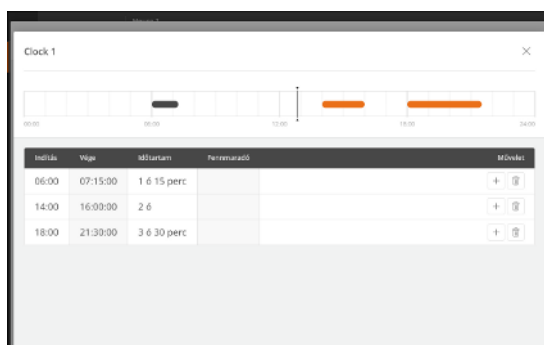 Clock 1
00:00 06:00 12:00 18:00 24:00
Indítás Vége Időtartam Fennmaradó Művelet
06:00 07:15:00 1 ó 15 perc
14:00 16:00:00 2 ó
18:00 21:30:00 3 ó 30 perc